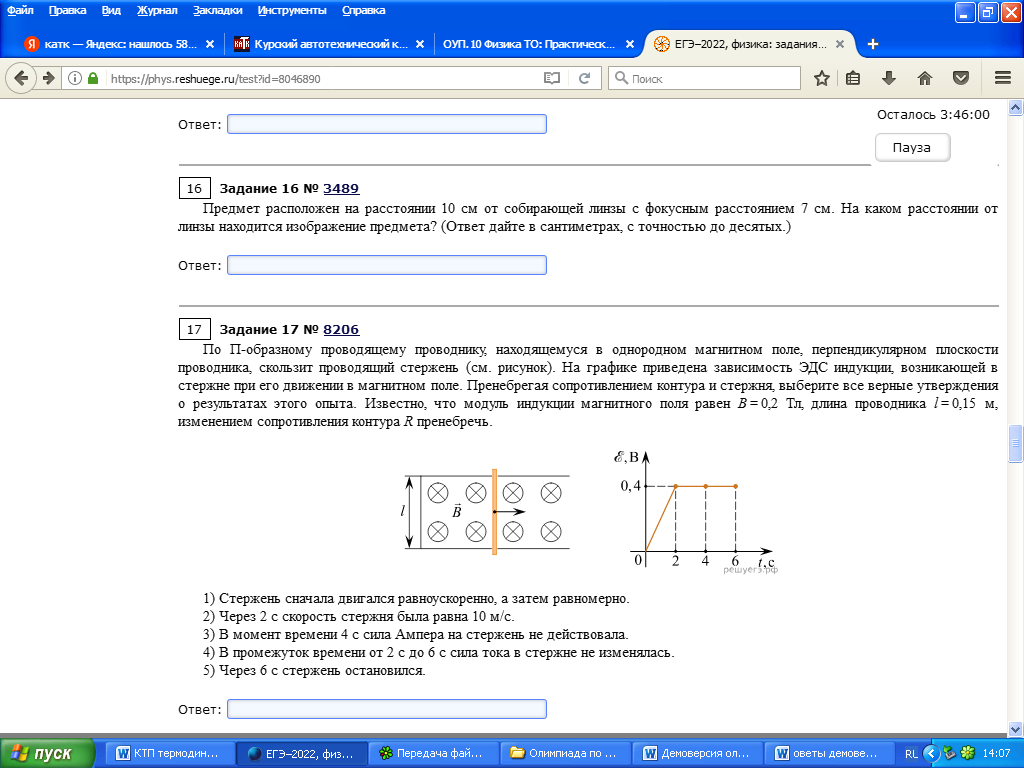 Файл Правка Вид Журнал Закладки Инструменты Справка
катк — Яндекс: нашлось 58... Курский автотехнический к... ОУП.10 Физика ТО: Практическ... ЕГЭ–2022, физика: задания...
https://phys.reshuege.ru/test?id=8046890 Поиск
Осталось 3:46:00
Ответ:
Пауза
16 Задание 16 № 3489
Предмет расположен на расстоянии 10 см от собирающей линзы с фокусным расстоянием 7 см. На каком расстоянии от
линзы находится изображение предмета? (Ответ дайте в сантиметрах, с точностью до десятых.)
Ответ:
17 Задание 17 № 8206
По П-образному проводящему проводнику, находящемуся в однородном магнитном поле, перпендикулярном плоскости
проводника, скользит проводящий стержень (см. рисунок). На графике приведена зависимость ЭДС индукции, возникающей в
стержне при его движении в магнитном поле. Пренебрегая сопротивлением контура и стержня, выберите все верные утверждения
о результатах этого опыта. Известно, что модуль индукции магнитного поля равен B = 0,2 Тл, длина проводника l = 0,15 м,
изменением сопротивления контура R пренебречь.
l B
ℰ, В
0,4
0 2 4 6 t, с
решуегэ.рф
1) Стержень сначала двигался равноускоренно, а затем равномерно.
2) Через 2 с скорость стержня была равна 10 м/с.
3) В момент времени 4 с сила Ампера на стержень не действовала.
4) В промежуток времени от 2 с до 6 с сила тока в стержне не изменялась.
5) Через 6 с стержень остановился.
Ответ:
пуск КТП термодин... ЕГЭ–2022, физ... Передача фай... Олимпиада по ... Демоверсия ол... оветы демове... RL 14:07